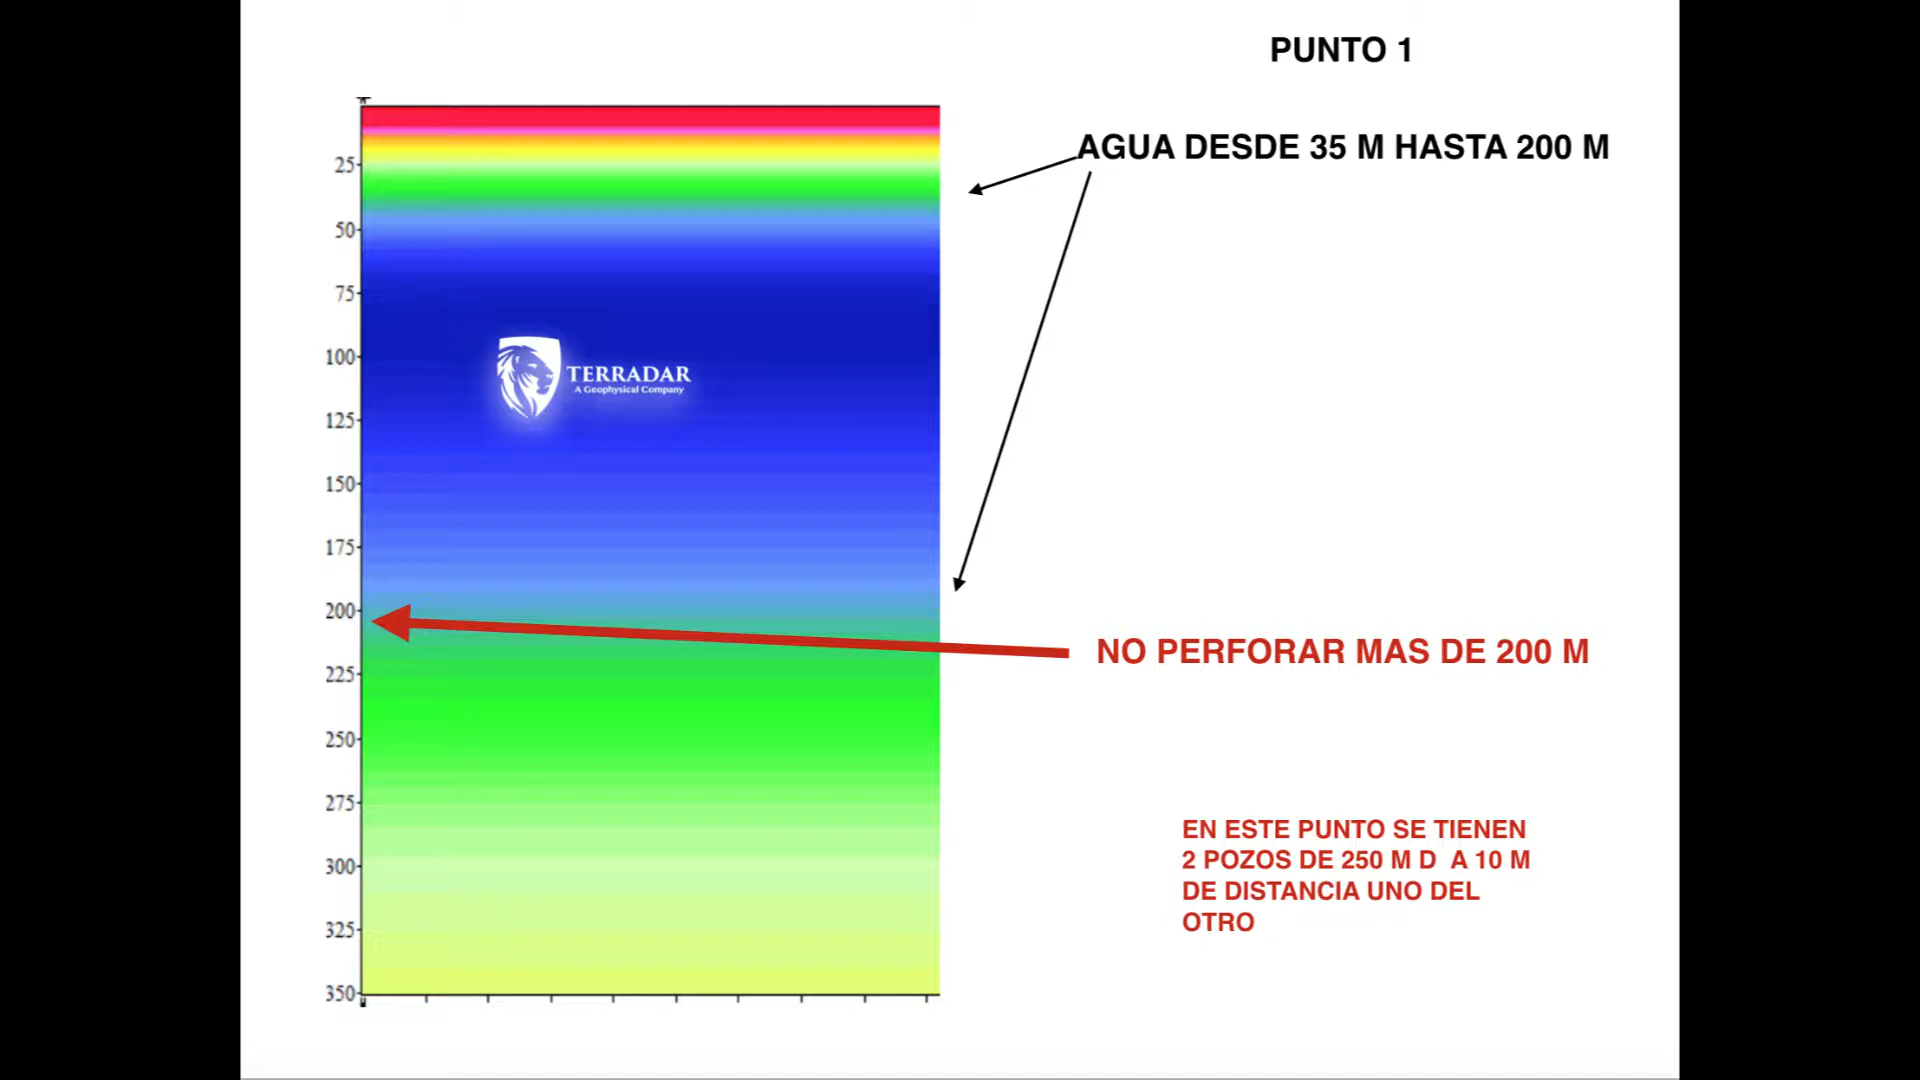 PUNTO 1
AGUA DESDE 35 M HASTA 200 M
25
50
75
100
TERRADAR
A Geophysical Company
125
150
175
200
NO PERFORAR MAS DE 200 M
225
250
275
EN ESTE PUNTO SE TIENEN
2 POZOS DE 250 M D A 10 M
DE DISTANCIA UNO DEL
OTRO
300
325
350